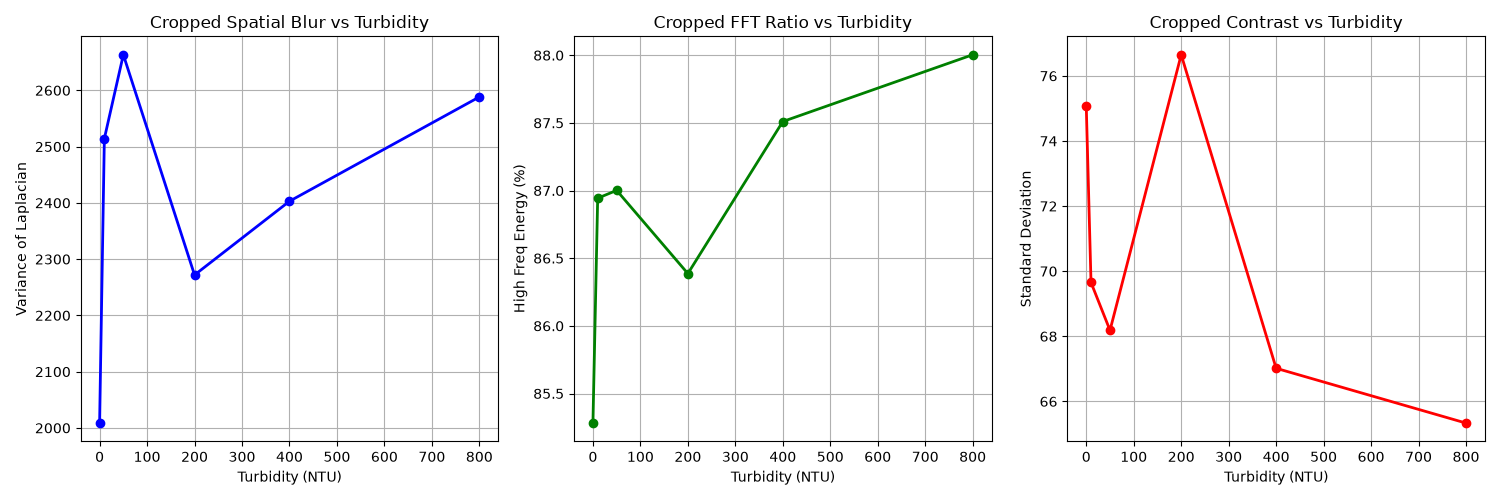 Cropped Spatial Blur vs Turbidity
Variance of Laplacian
2600
2500
2400
2300
2200
2100
2000
0 100 200 300 400 500 600 700 800
Turbidity (NTU)
Cropped FFT Ratio vs Turbidity
High Freq Energy (%)
88.0
87.5
87.0
86.5
86.0
85.5
0 100 200 300 400 500 600 700 800
Turbidity (NTU)
Cropped Contrast vs Turbidity
Standard Deviation
76
74
72
70
68
66
0 100 200 300 400 500 600 700 800
Turbidity (NTU)